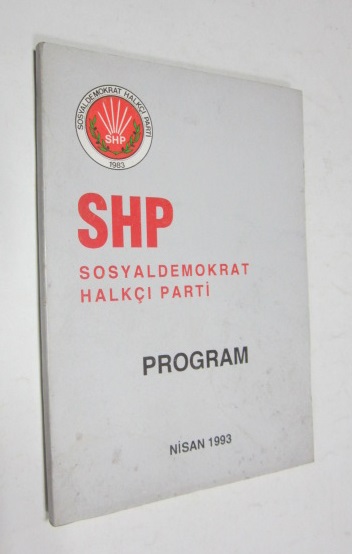 SOSYALDEMOKRAT HALKÇI PARTİ
SHP
1983
SHP
SOSYALDEMOKRAT
HALKÇI PARTİ
PROGRAM
NİSAN 1993